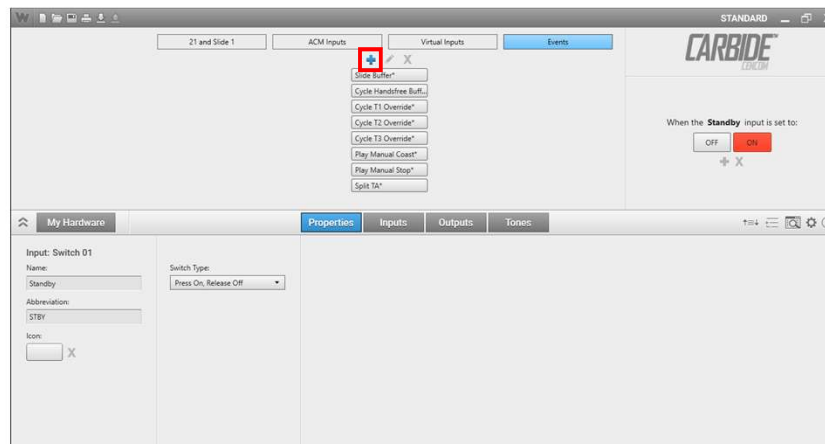 STANDARD
21 and Slide 1
ACM Inputs
Virtual Inputs
Events
CARBIDE™
CENCOM
Slide Buffer*
Cycle Handsfree Buff...
Cycle T1 Override*
Cycle T2 Override*
Cycle T3 Override*
Play Manual Coast*
Play Manual Stop*
Split TA*
When the Standby input is set to:
OFF
ON
My Hardware
Properties
Inputs
Outputs
Tones
Input: Switch 01
Name:
Standby
Abbreviation:
STBY
Icon:
X
Switch Type:
Press On, Release Off